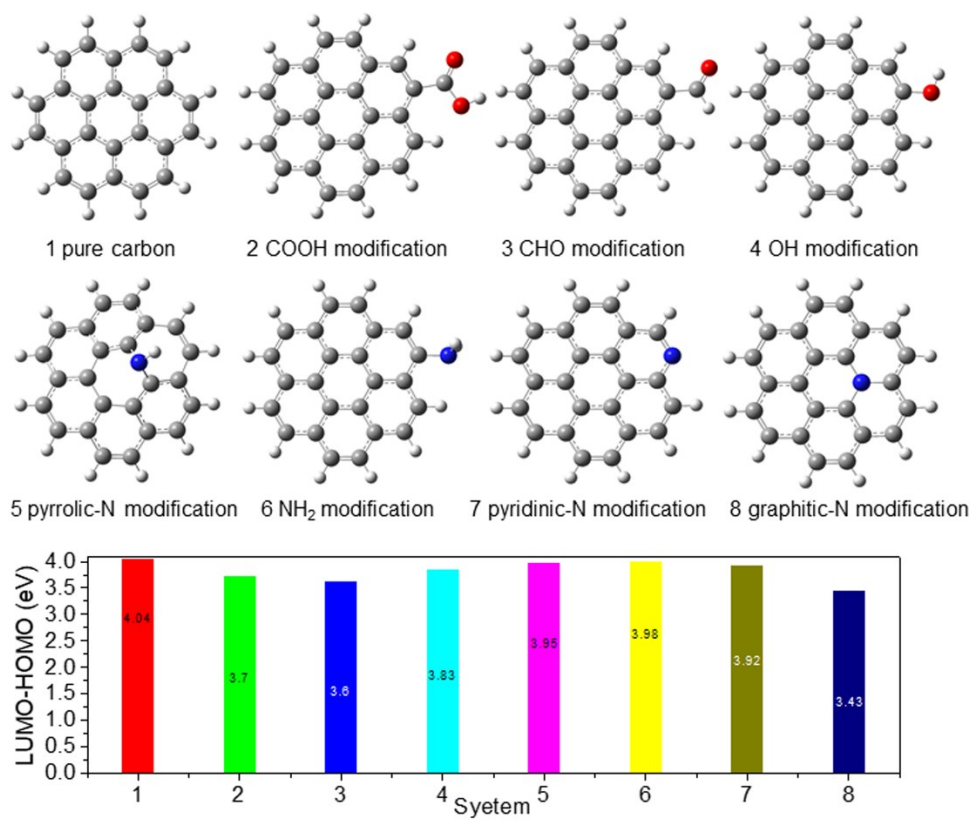 1 pure carbon
2 COOH modification
3 CHO modification
4 OH modification
5 pyrrolic-N modification
6 NH2 modification
7 pyridinic-N modification
8 graphitic-N modification
LUMO-HOMO (eV)
4.0
3.5
3.0
2.5
2.0
1.5
1.0
0.5
0.0
4.04
3.7
3.6
3.83
3.95
3.98
3.92
3.43
1 2 3 4 5 6 7 8
Syetem